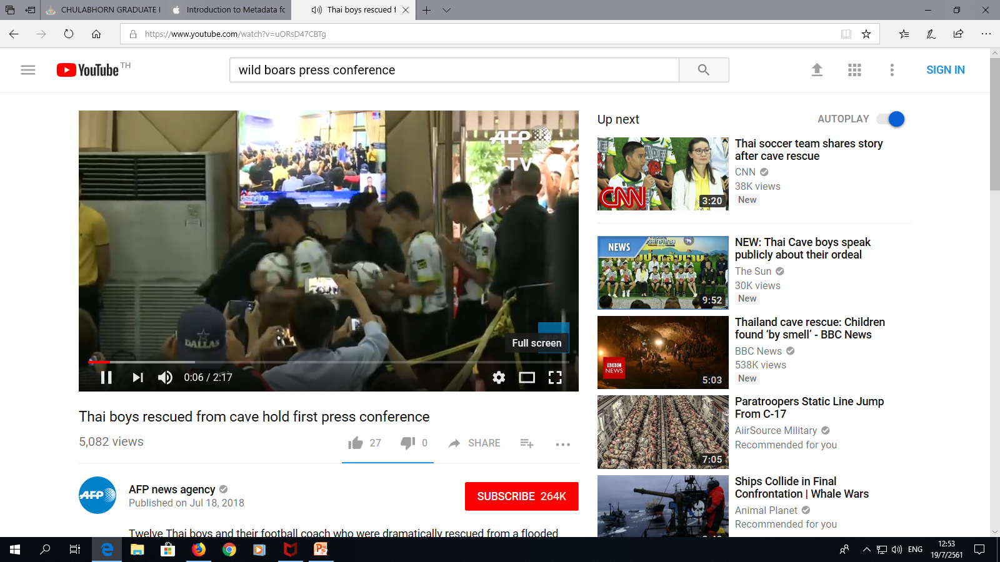 CHULABHORN GRADUATE I
Introduction to Metadata fo
Thai boys rescued f
https://www.youtube.com/watch?v=uORsD47CBTg
YouTube TH
wild boars press conference
SIGN IN
AFP
TV
DALLAS
Full screen
0:06 / 2:17
Thai boys rescued from cave hold first press conference
5,082 views
27
0
SHARE
AFP
AFP news agency
Published on Jul 18, 2018
SUBSCRIBE 264K
Twelve Thai boys and their football coach who were dramatically rescued from a flooded
Up next
AUTOPLAY
CNN
3:20
Thai soccer team shares story
after cave rescue
CNN
38K views
New
NEWS
9:52
NEW: Thai Cave boys speak
publicly about their ordeal
The Sun
30K views
New
BBC
NEWS
5:03
Thailand cave rescue: Children
found ‘by smell’ - BBC News
BBC News
538K views
New
7:05
Paratroopers Static Line Jump
From C-17
AiirSource Military
Recommended for you
Ships Collide in Final
Confrontation | Whale Wars
Animal Planet
Recommended for you
ENG
12:53
19/7/2561